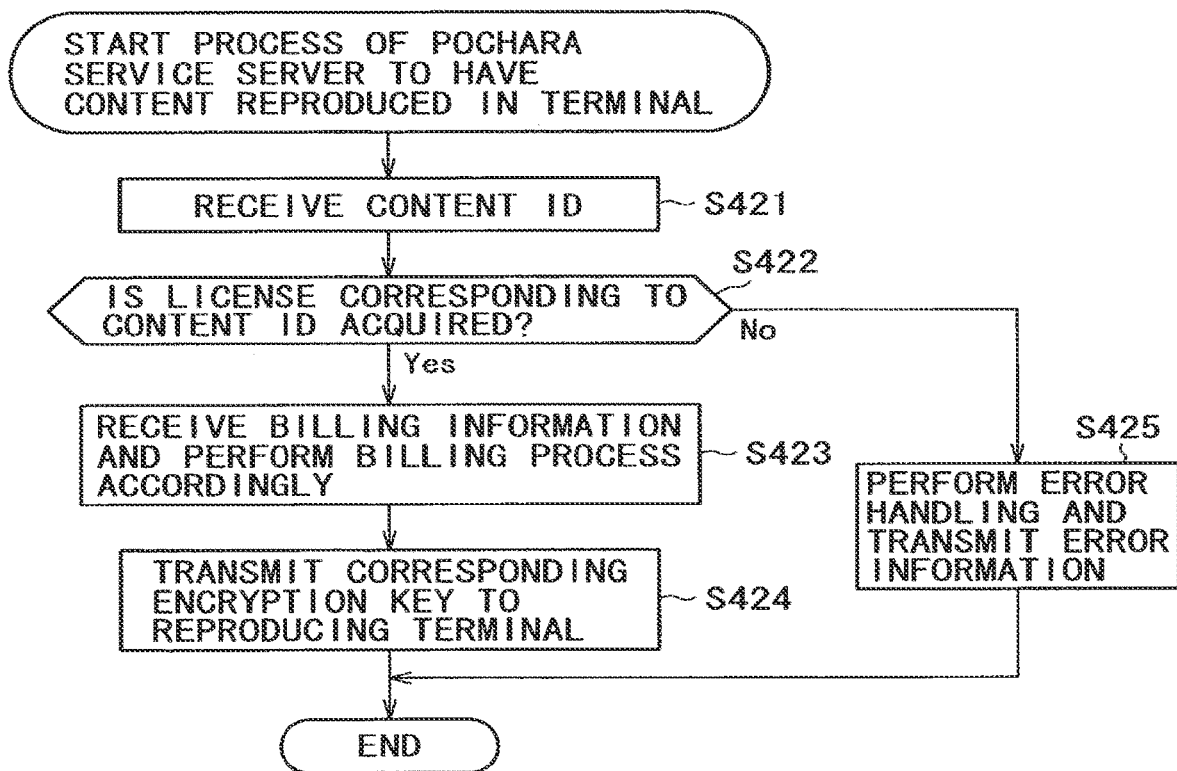 START PROCESS OF POCHARA
SERVICE SERVER TO HAVE
CONTENT REPRODUCED IN TERMINAL
RECEIVE CONTENT ID
S421
S422
IS LICENSE CORRESPONDING TO
CONTENT ID ACQUIRED?
No
Yes
RECEIVE BILLING INFORMATION
AND PERFORM BILLING PROCESS
ACCORDINGLY
S423
S425
PERFORM ERROR
HANDLING AND
TRANSMIT ERROR
INFORMATION
TRANSMIT CORRESPONDING
ENCRYPTION KEY TO
REPRODUCING TERMINAL
S424
END